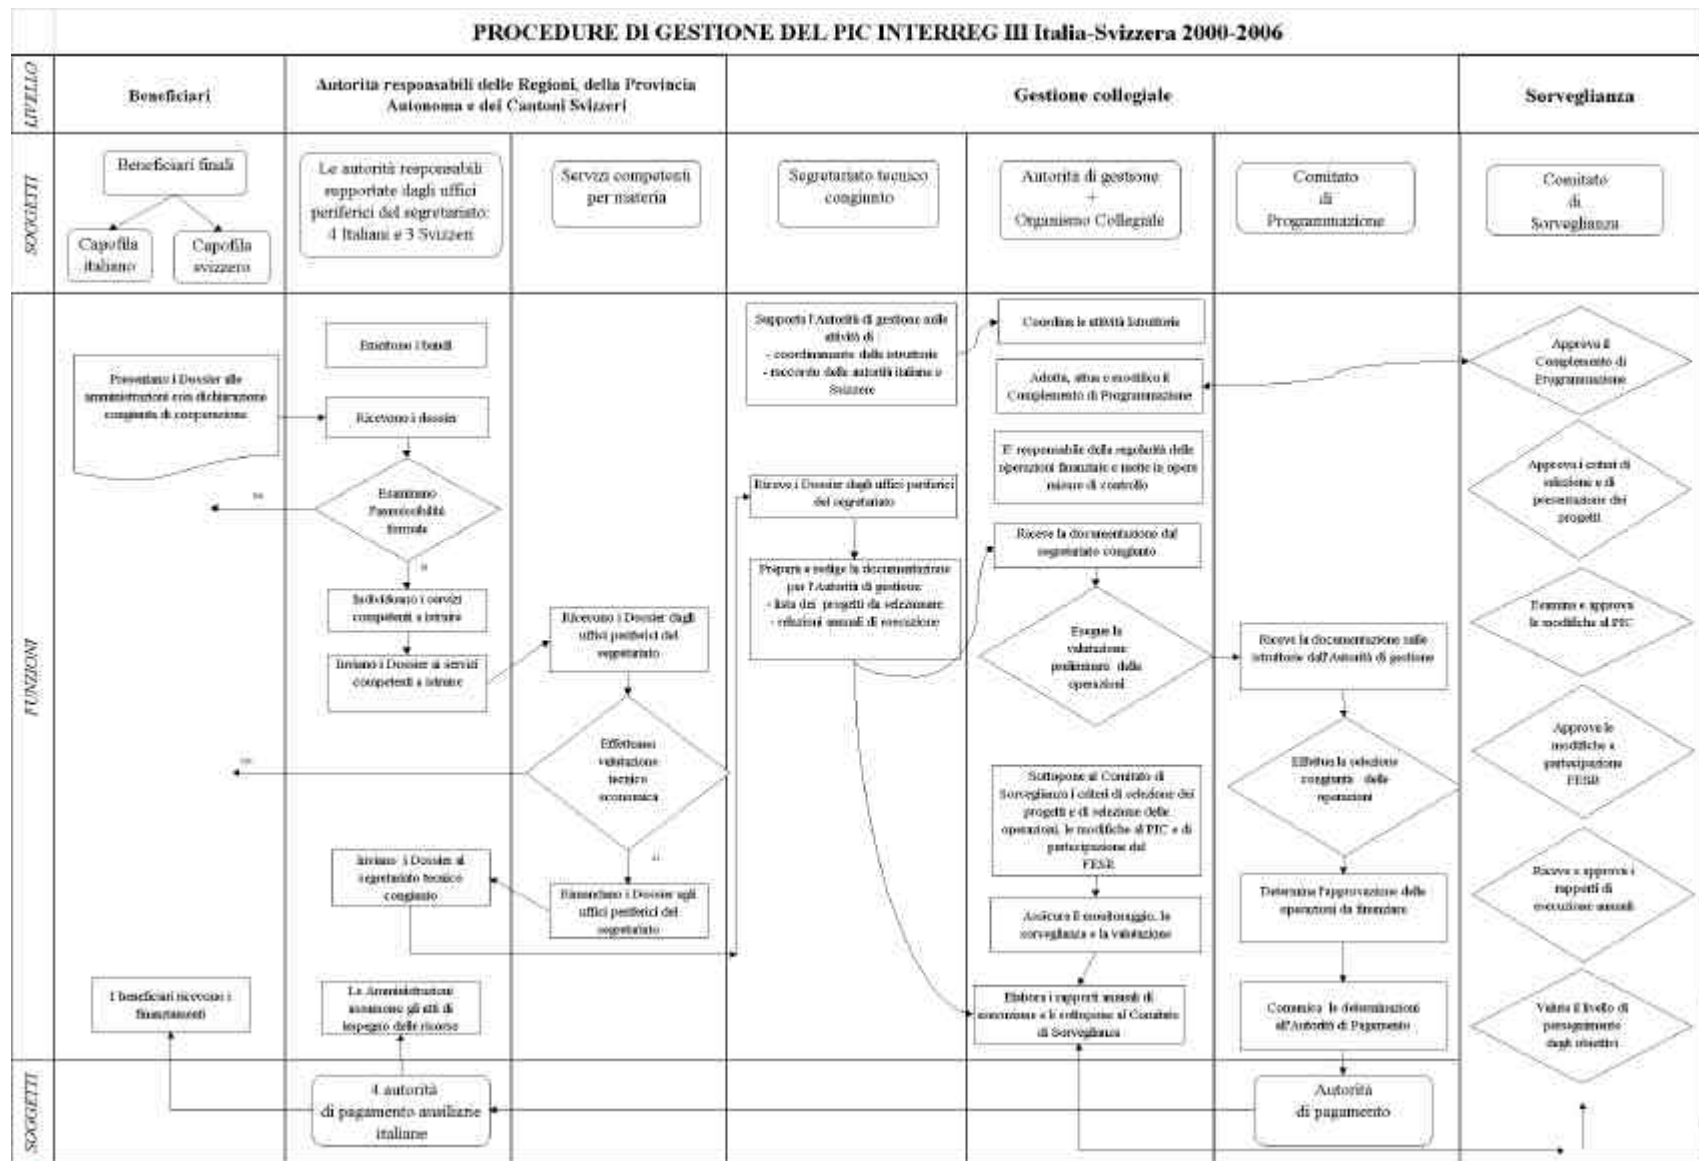 PROCEDURE DI GESTIONE DEL PIC INTERREG III Italia-Svizzera 2000-2006
LIVELLO
Beneficiari
Autorità responsabili delle Regioni, della Provincia
Autonoma e dei Cantoni Svizzeri
Gestione collegiale
Sorveglianza
SOGGETTI
Beneficiari finali
Capofila
italiano
Capofila
svizzero
Le autorità responsabili
supportate dagli uffici
periferici del segretariato:
4 Italiani e 3 Svizzeri
Servizi competenti
per materia
Segretariato tecnico
congiunto
Autorità di gestione
+
Organismo Collegiale
Comitato
di
Programmazione
Comitato
di
Sorveglianza
FUNZIONI
Presentano i Dossier alle
amministrazioni con dichiarazione
congiunta di cooperazione
I beneficiari ricevono i
finanziamenti
Emettono i bandi
Ricevono i dossier
Esaminano
l'ammissibilità
formale
no
si
Individuano i servizi
competenti a istruire
Inviano i Dossier ai servizi
competenti a istruire
Inviano i Dossier al
segretariato tecnico
congiunto
Le Amministrazioni
assumono gli atti di
impegno delle risorse
Ricevono i Dossier dagli
uffici periferici del
segretariato
Effettuano
valutazione
tecnico
economica
no
si
Rimandano i Dossier agli
uffici periferici del
segretariato
Supporta l'Autorità di gestione nelle
attività di
- coordinamento delle istruttorie
- raccordo delle autorità italiane e
Svizzere
Riceve i Dossier dagli uffici periferici
del segretariato
Prepara e redige la documentazione
per l'Autorità di gestione:
- lista dei progetti da selezionare
- relazioni annuali di esecuzione
Coordina le attività Istruttorie
Adotta, attua e modifica il
Complemento di Programmazione
E' responsabile della regolarità delle
operazioni finanziate e mette in opera
misure di controllo
Riceve la documentazione dal
segretariato congiunto
Esegue la
valutazione
preliminare delle
operazioni
Sottopone al Comitato di
Sorveglianza i criteri di selezione dei
progetti e di selezione delle
operazioni, le modifiche al PIC e di
partecipazione del
FESR
Assicura il monitoraggio, la
sorveglianza e la valutazione
Elabora i rapporti annuali di
esecuzione e li sottopone al Comitato
di Sorveglianza
Riceve la documentazione sulle
istruttorie dall'Autorità di gestione
Effettua la selezione
congiunta delle
operazioni
Determina l'approvazione delle
operazioni da finanziare
Comunica le determinazioni
all'Autorità di Pagamento
Approva il
Complemento di
Programmazione
Approva i criteri di
selezione e di
presentazione dei
progetti
Esamina e approva
le modifiche al PIC
Approva le
modifiche a
partecipazione
FESR
Riceve e approva i
rapporti di
esecuzione annuali
Valuta il livello di
perseguimento
degli obiettivi
SOGGETTI
4 autorità
di pagamento ausiliarie
italiane
Autorità
di pagamento